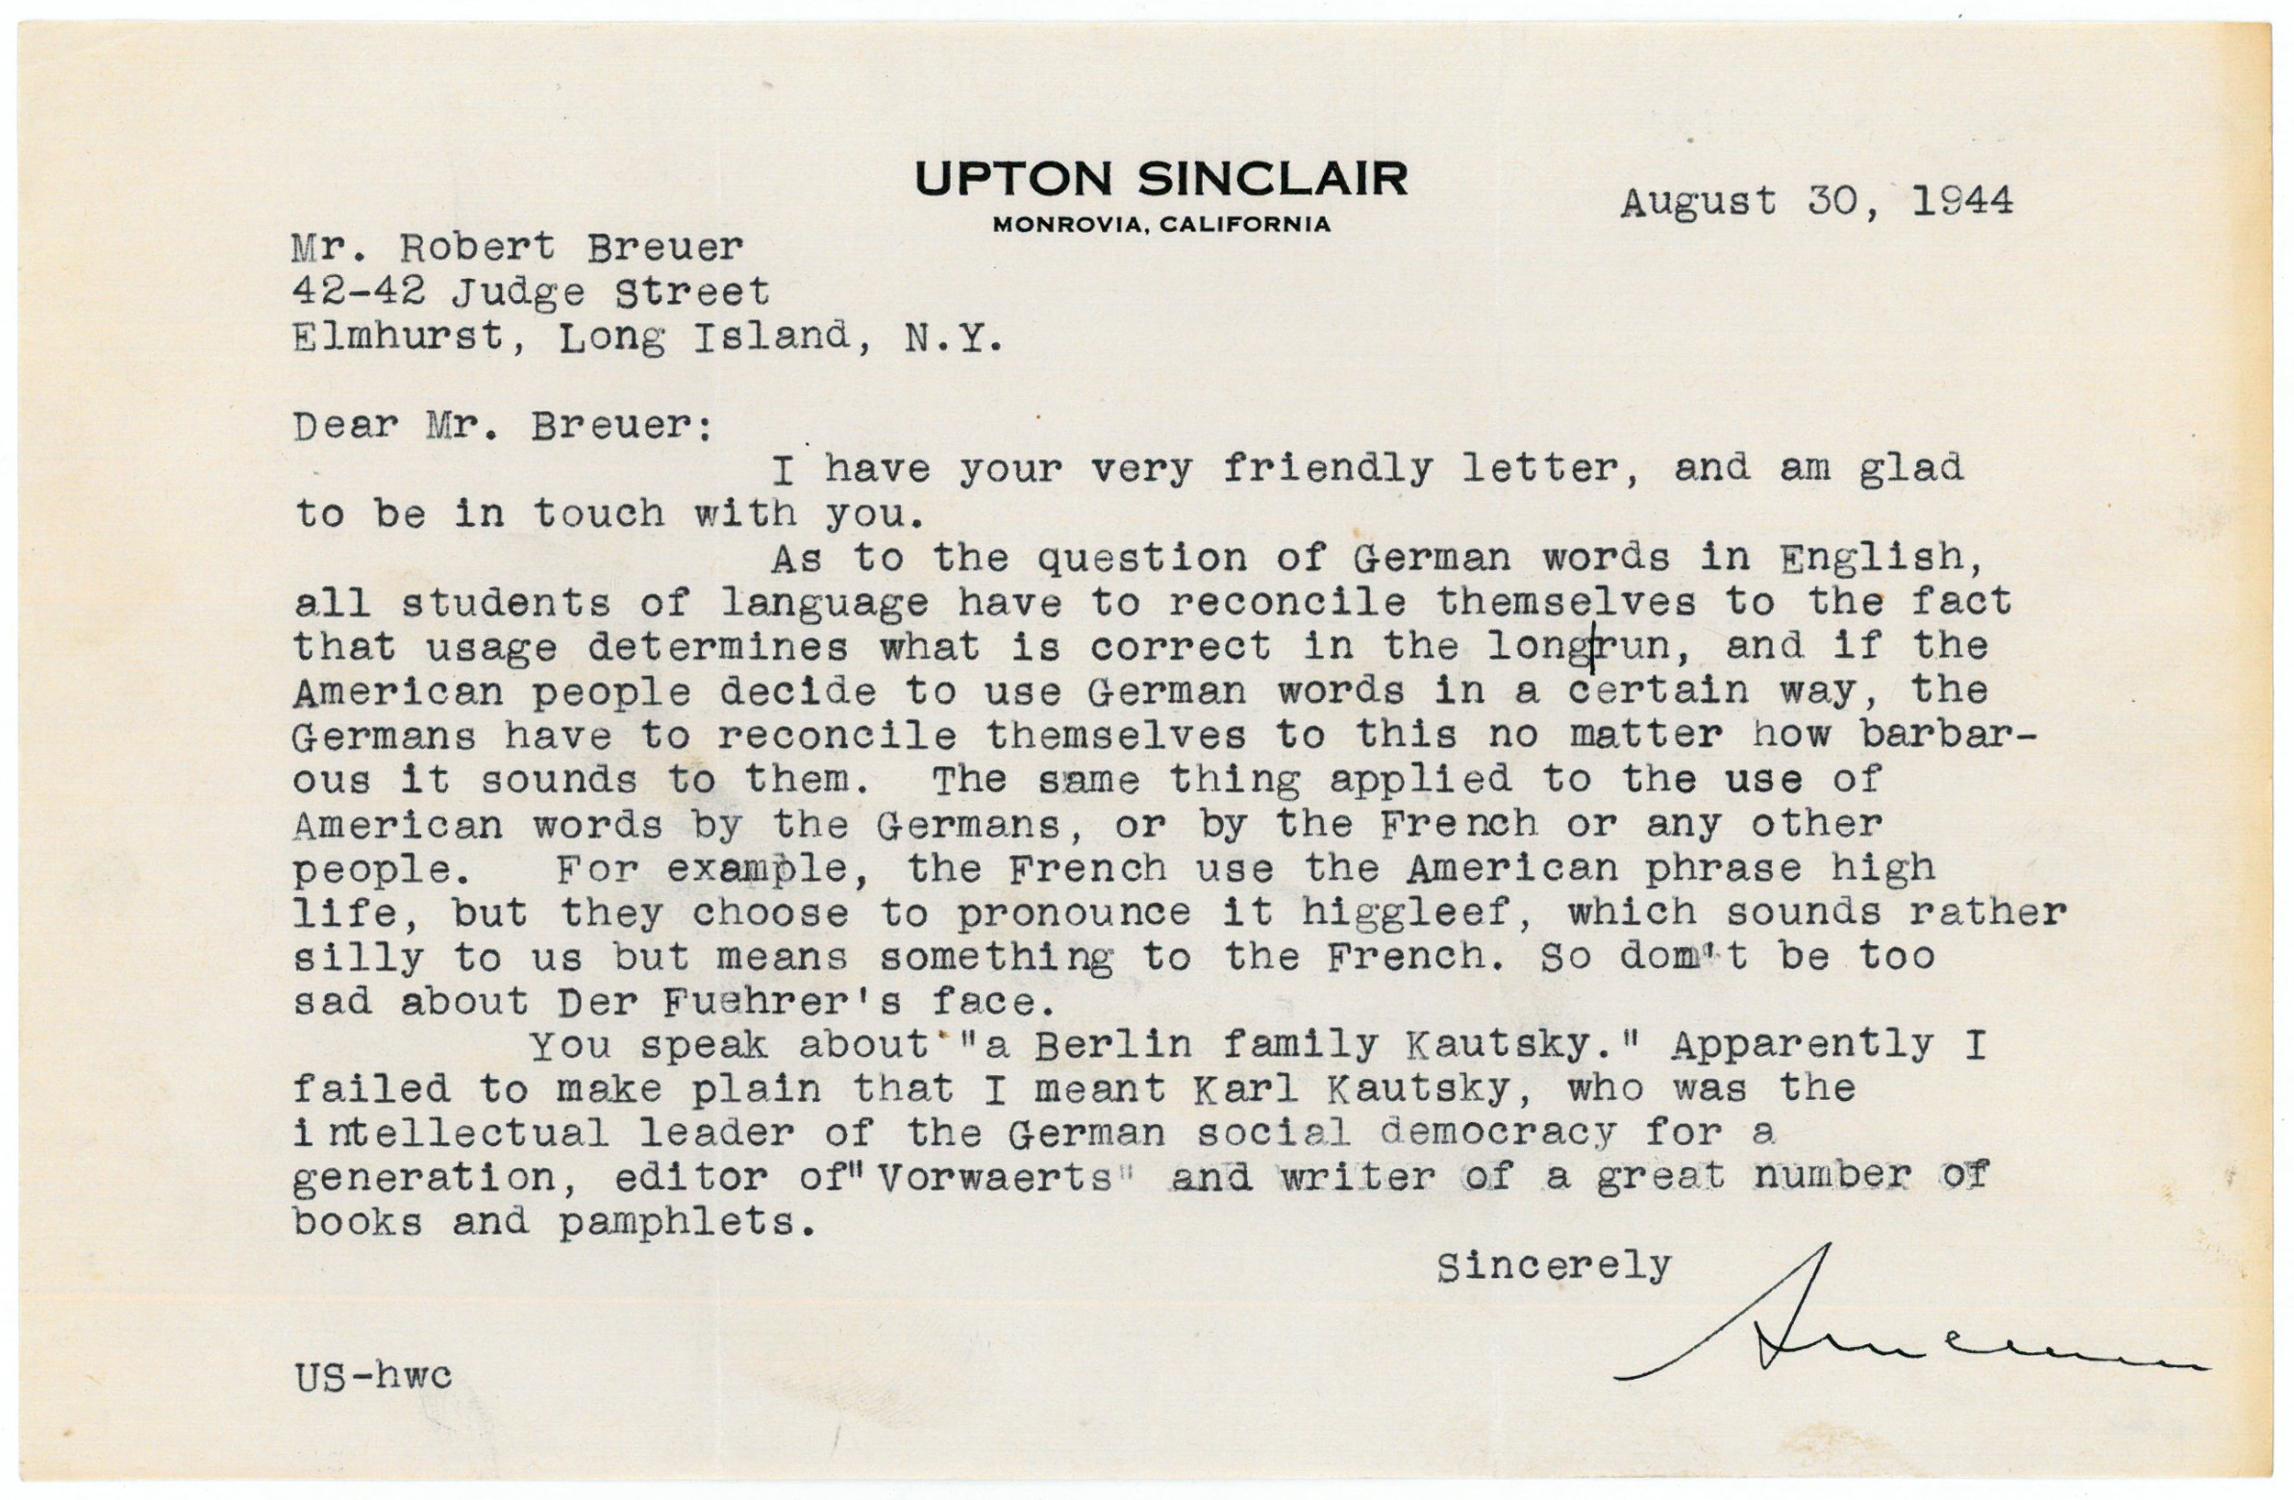 UPTON SINCLAIR
MONROVIA, CALIFORNIA
August 30, 1944
Mr. Robert Breuer
42-42 Judge Street
Elmhurst, Long Island, N.Y.
Dear Mr. Breuer:
I have your very friendly letter, and am glad
to be in touch with you.
As to the question of German words in English,
all students of language have to reconcile themselves to the fact
that usage determines what is correct in the long|run, and if the
American people decide to use German words in a certain way, the
Germans have to reconcile themselves to this no matter how barbar-
ous it sounds to them. The same thing applied to the use of
American words by the Germans, or by the French or any other
people. For example, the French use the American phrase high
life, but they choose to pronounce it higgleef, which sounds rather
silly to us but means something to the French. So don't be too
sad about Der Fuehrer's face.
You speak about "a Berlin family Kautsky." Apparently I
failed to make plain that I meant Karl Kautsky, who was the
intellectual leader of the German social democracy for a
generation, editor of" Vorwaerts" and writer of a great number of
books and pamphlets.
Sincerely
US-hwc